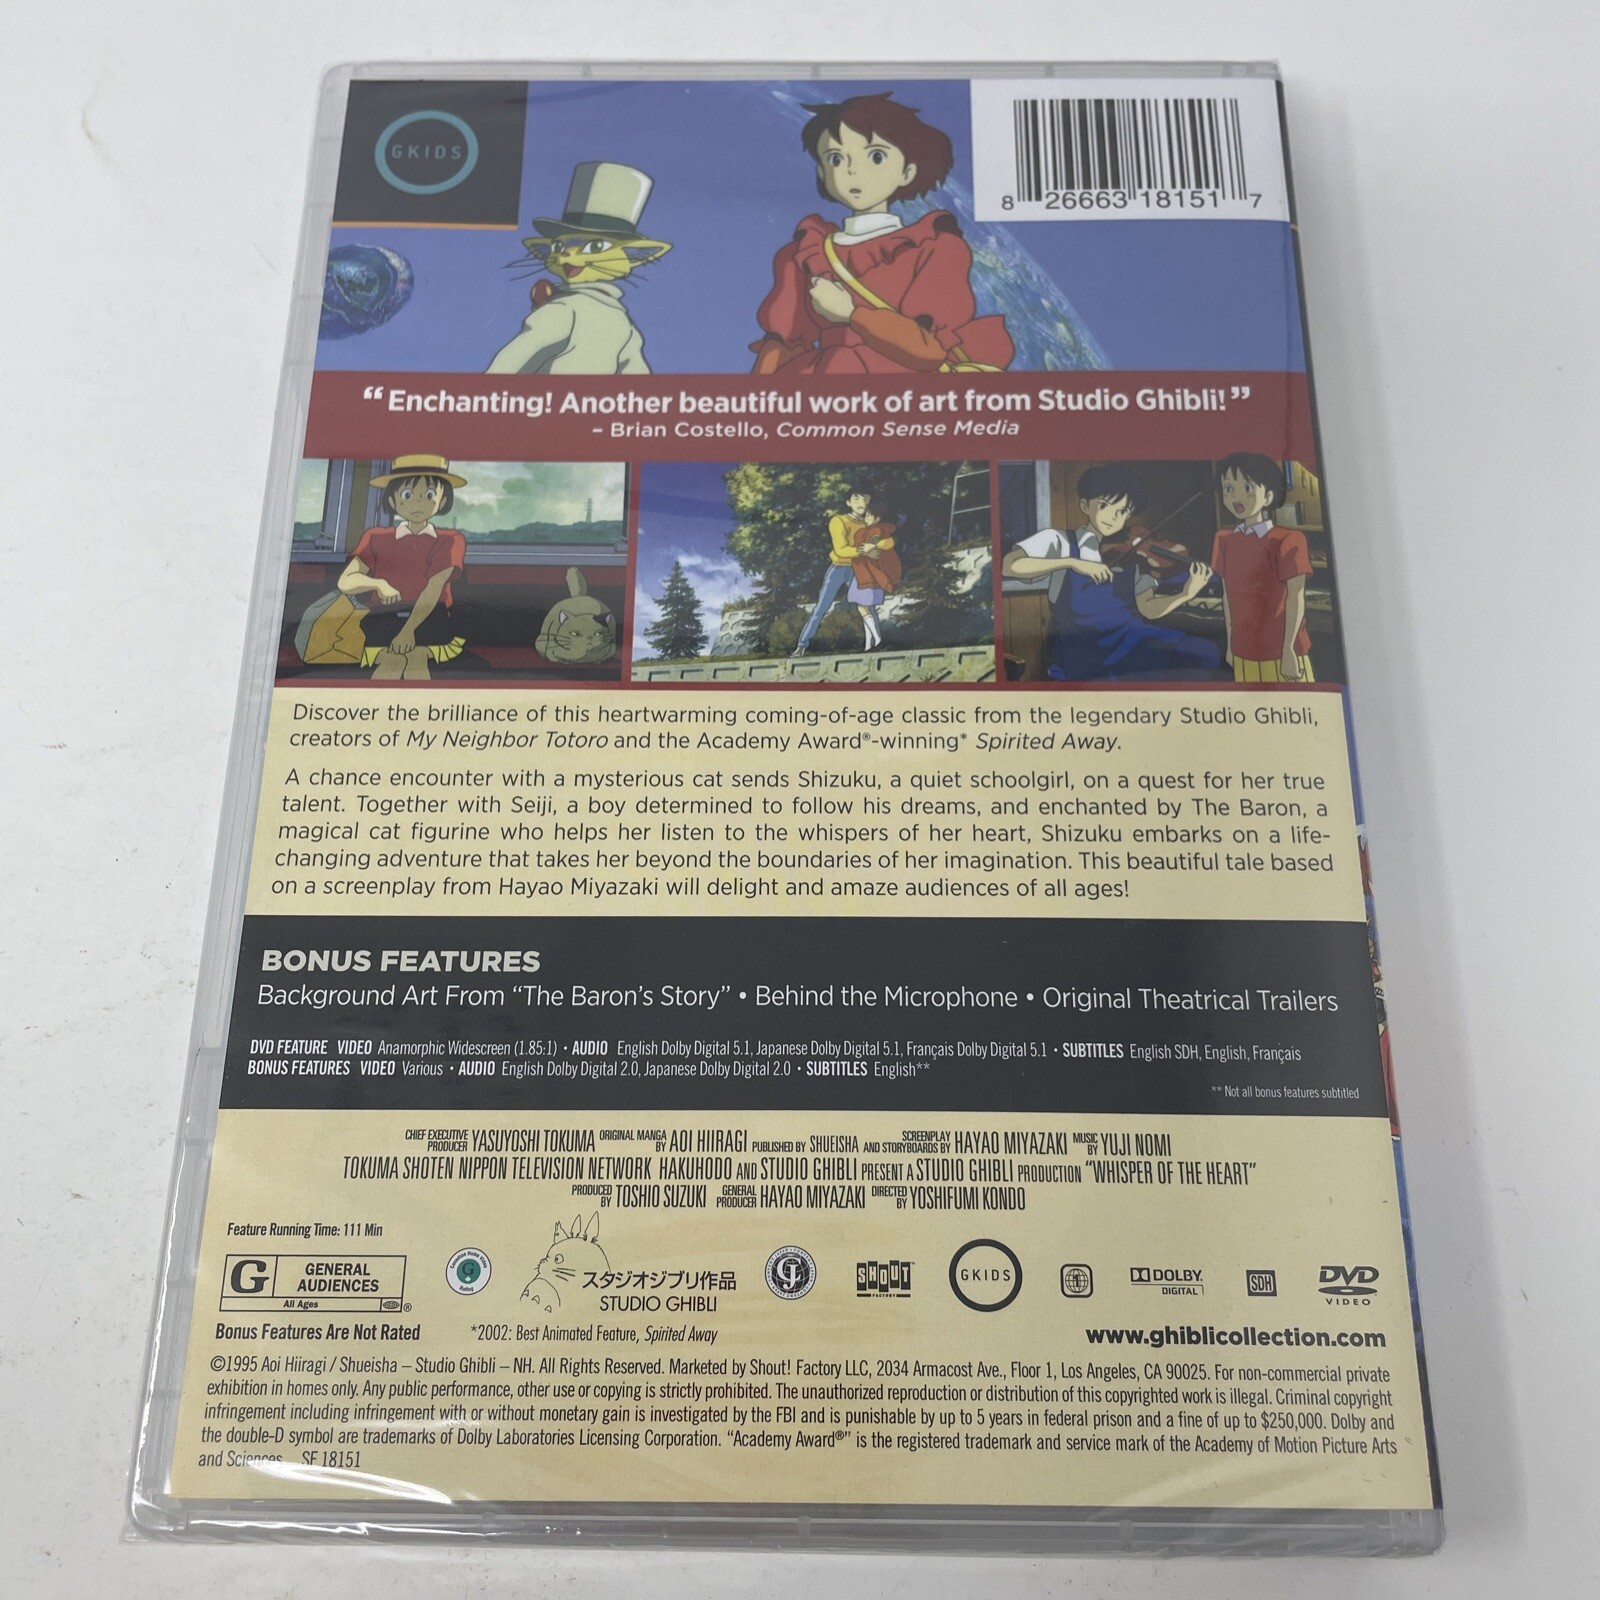 GKIDS
8 26663 18151 7
“Enchanting! Another beautiful work of art from Studio Ghibli!”
– Brian Costello, Common Sense Media
Discover the brilliance of this heartwarming coming-of-age classic from the legendary Studio Ghibli,
creators of My Neighbor Totoro and the Academy Award®-winning* Spirited Away.
A chance encounter with a mysterious cat sends Shizuku, a quiet schoolgirl, on a quest for her true
talent. Together with Seiji, a boy determined to follow his dreams, and enchanted by The Baron, a
magical cat figurine who helps her listen to the whispers of her heart, Shizuku embarks on a life-
changing adventure that takes her beyond the boundaries of her imagination. This beautiful tale based
on a screenplay from Hayao Miyazaki will delight and amaze audiences of all ages!
BONUS FEATURES
Background Art From “The Baron’s Story” • Behind the Microphone • Original Theatrical Trailers
DVD FEATURE VIDEO Anamorphic Widescreen (1.85:1) • AUDIO English Dolby Digital 5.1, Japanese Dolby Digital 5.1, Français Dolby Digital 5.1 • SUBTITLES English SDH, English, Français
BONUS FEATURES VIDEO Various • AUDIO English Dolby Digital 2.0, Japanese Dolby Digital 2.0 • SUBTITLES English**
** Not all bonus features subtitled
CHIEF EXECUTIVE PRODUCER YASUYOSHI TOKUMA ORIGINAL MANGA BY AOI HIIRAGI PUBLISHED BY SHUEISHA SCREENPLAY AND STORYBOARDS BY HAYAO MIYAZAKI MUSIC BY YUJI NOMI
TOKUMA SHOTEN NIPPON TELEVISION NETWORK HAKUHODO AND STUDIO GHIBLI PRESENT A STUDIO GHIBLI PRODUCTION “WHISPER OF THE HEART”
PRODUCED BY TOSHIO SUZUKI GENERAL PRODUCER HAYAO MIYAZAKI DIRECTED BY YOSHIFUMI KONDO
Feature Running Time: 111 Min
G GENERAL AUDIENCES
All Ages ®
G
スタジオジブリ作品
STUDIO GHIBLI
SHOUT FACTORY
GKIDS
1
DOLBY DIGITAL
SDH
DVD VIDEO
Bonus Features Are Not Rated
*2002: Best Animated Feature, Spirited Away
www.ghiblicollection.com
©1995 Aoi Hiiragi / Shueisha – Studio Ghibli – NH. All Rights Reserved. Marketed by Shout! Factory LLC, 2034 Armacost Ave., Floor 1, Los Angeles, CA 90025. For non-commercial private
exhibition in homes only. Any public performance, other use or copying is strictly prohibited. The unauthorized reproduction or distribution of this copyrighted work is illegal. Criminal copyright
infringement including infringement with or without monetary gain is investigated by the FBI and is punishable by up to 5 years in federal prison and a fine of up to $250,000. Dolby and
the double-D symbol are trademarks of Dolby Laboratories Licensing Corporation. “Academy Award®” is the registered trademark and service mark of the Academy of Motion Picture Arts
and Sciences. SF 18151